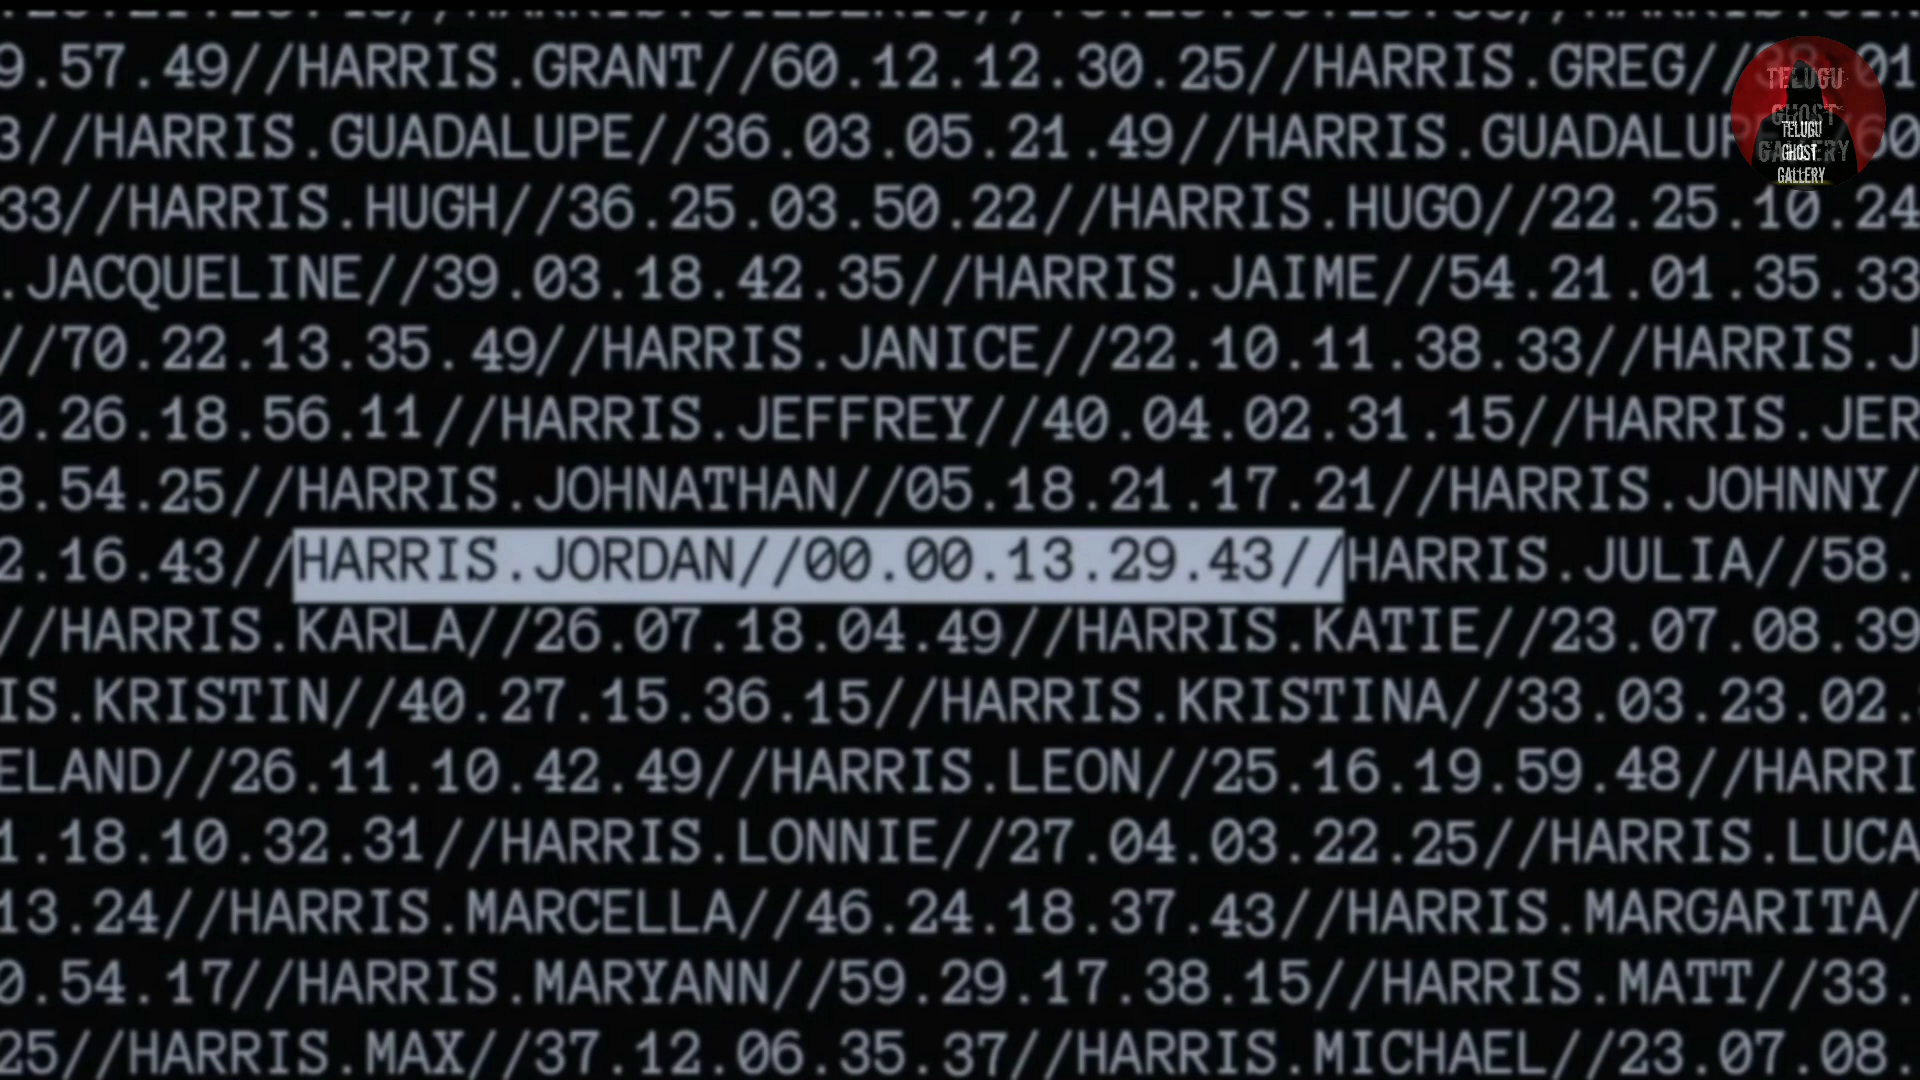 9.57.49//HARRIS.GRANT//60.12.12.30.25//HARRIS.GREG//38.01
3//HARRIS.GUADALUPE//36.03.05.21.49//HARRIS.GUADALUP 60
33//HARRIS.HUGH//36.25.03.50.22//HARRIS.HUGO//22.25.10.24
.JACQUELINE//39.03.18.42.35//HARRIS.JAIME//54.21.01.35.33
//70.22.13.35.49//HARRIS.JANICE//22.10.11.38.33//HARRIS.J
0.26.18.56.11//HARRIS.JEFFREY//40.04.02.31.15//HARRIS.JER
8.54.25//HARRIS.JOHNATHAN//05.18.21.17.21//HARRIS.JOHNNY/
2.16.43//HARRIS.JORDAN//00.00.13.29.43//HARRIS.JULIA//58.
//HARRIS.KARLA//26.07.18.04.49//HARRIS.KATIE//23.07.08.39
IS.KRISTIN//40.27.15.36.15//HARRIS.KRISTINA//33.03.23.02.
ELAND//26.11.10.42.49//HARRIS.LEON//25.16.19.59.48//HARRI
1.18.10.32.31//HARRIS.LONNIE//27.04.03.22.25//HARRIS.LUCA
13.24//HARRIS.MARCELLA//46.24.18.37.43//HARRIS.MARGARITA/
0.54.17//HARRIS.MARYANN//59.29.17.38.15//HARRIS.MATT//33.
25//HARRIS.MAX//37.12.06.35.37//HARRIS.MICHAEL//23.07.08.
TELUGU
GHOST
GALLERY
TELUGU
GHOST
GALLERY